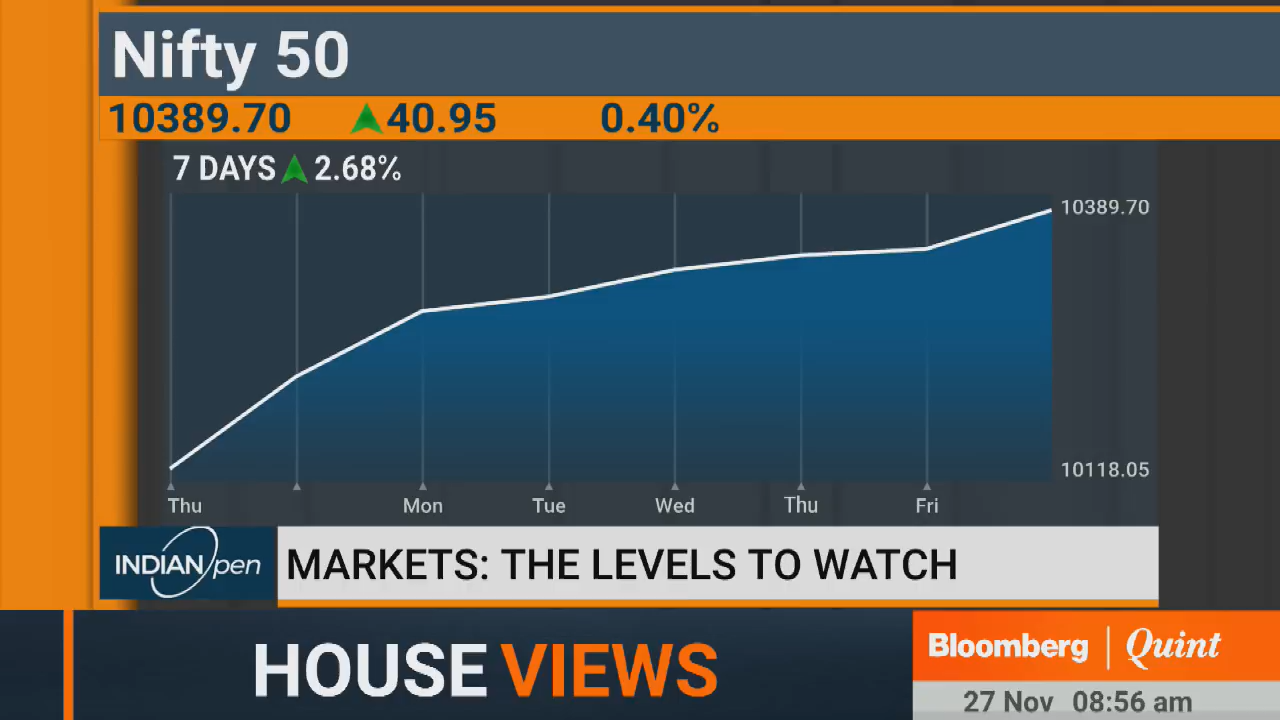 Nifty 50
10389.70 ▲40.95 0.40%
7 DAYS ▲ 2.68%
10389.70
10118.05
Thu Mon Tue Wed Thu Fri
INDIAN Open MARKETS: THE LEVELS TO WATCH
HOUSE VIEWS
Bloomberg | Quint
27 Nov 08:56 am